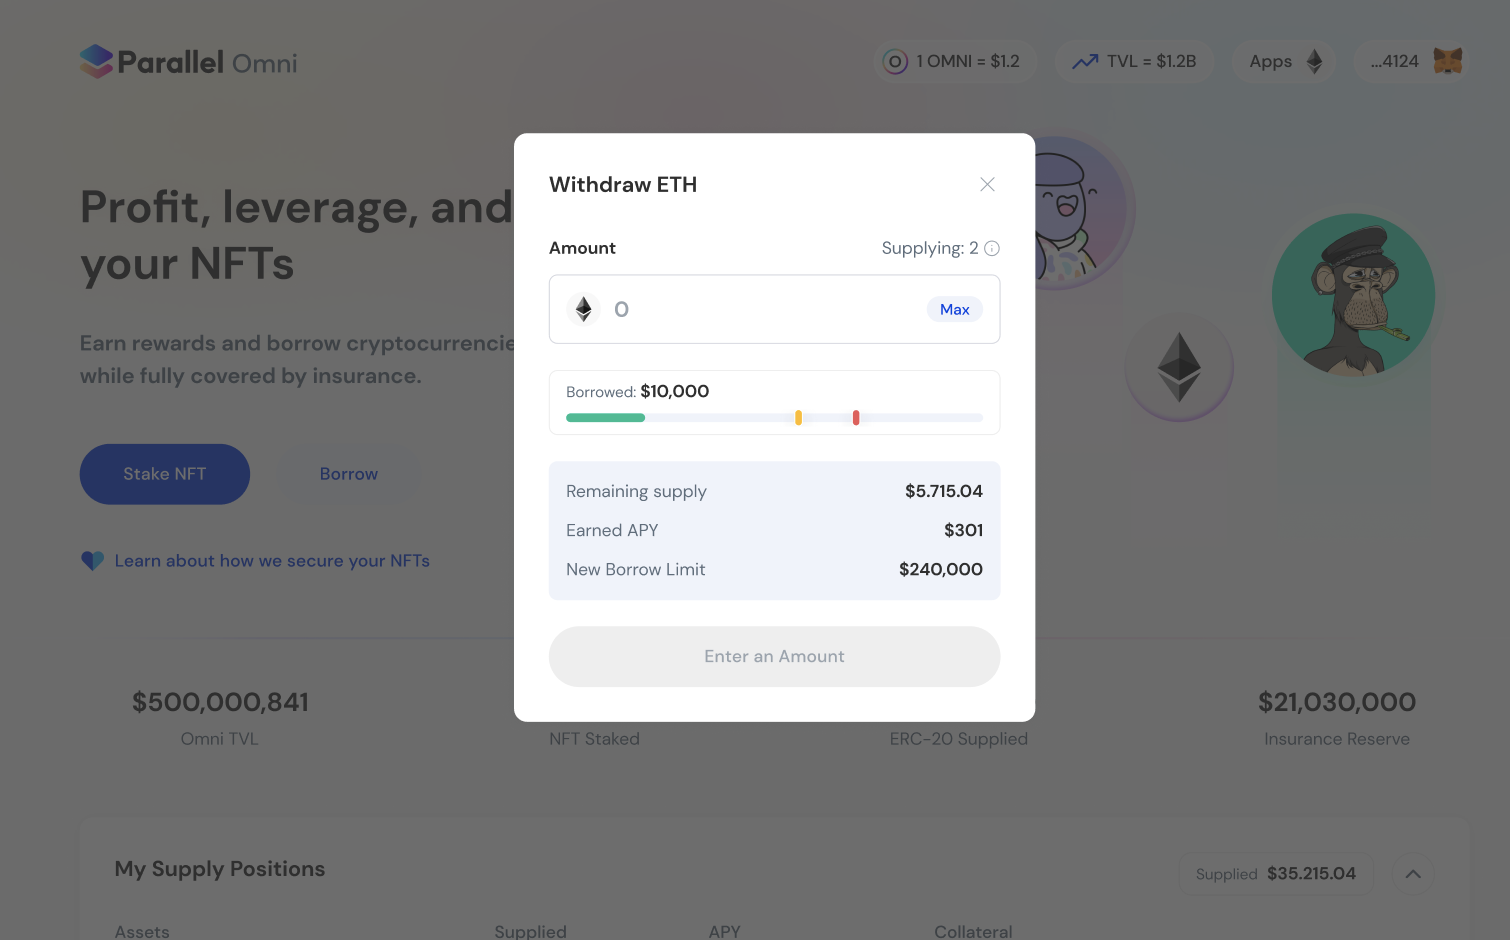 Parallel Omni
1 OMNI = $1.2
TVL = $1.2B
Apps
...4124
Profit, leverage, and
your NFTs
Earn rewards and borrow cryptocurrencie
while fully covered by insurance.
Stake NFT
Borrow
Learn about how we secure your NFTs
Withdraw ETH
Amount
Supplying: 2
0
Max
Borrowed: $10,000
Remaining supply
$5.715.04
Earned APY
$301
New Borrow Limit
$240,000
Enter an Amount
$500,000,841
Omni TVL
NFT Staked
ERC-20 Supplied
$21,030,000
Insurance Reserve
My Supply Positions
Supplied $35.215.04
Assets
Supplied
APY
Collateral